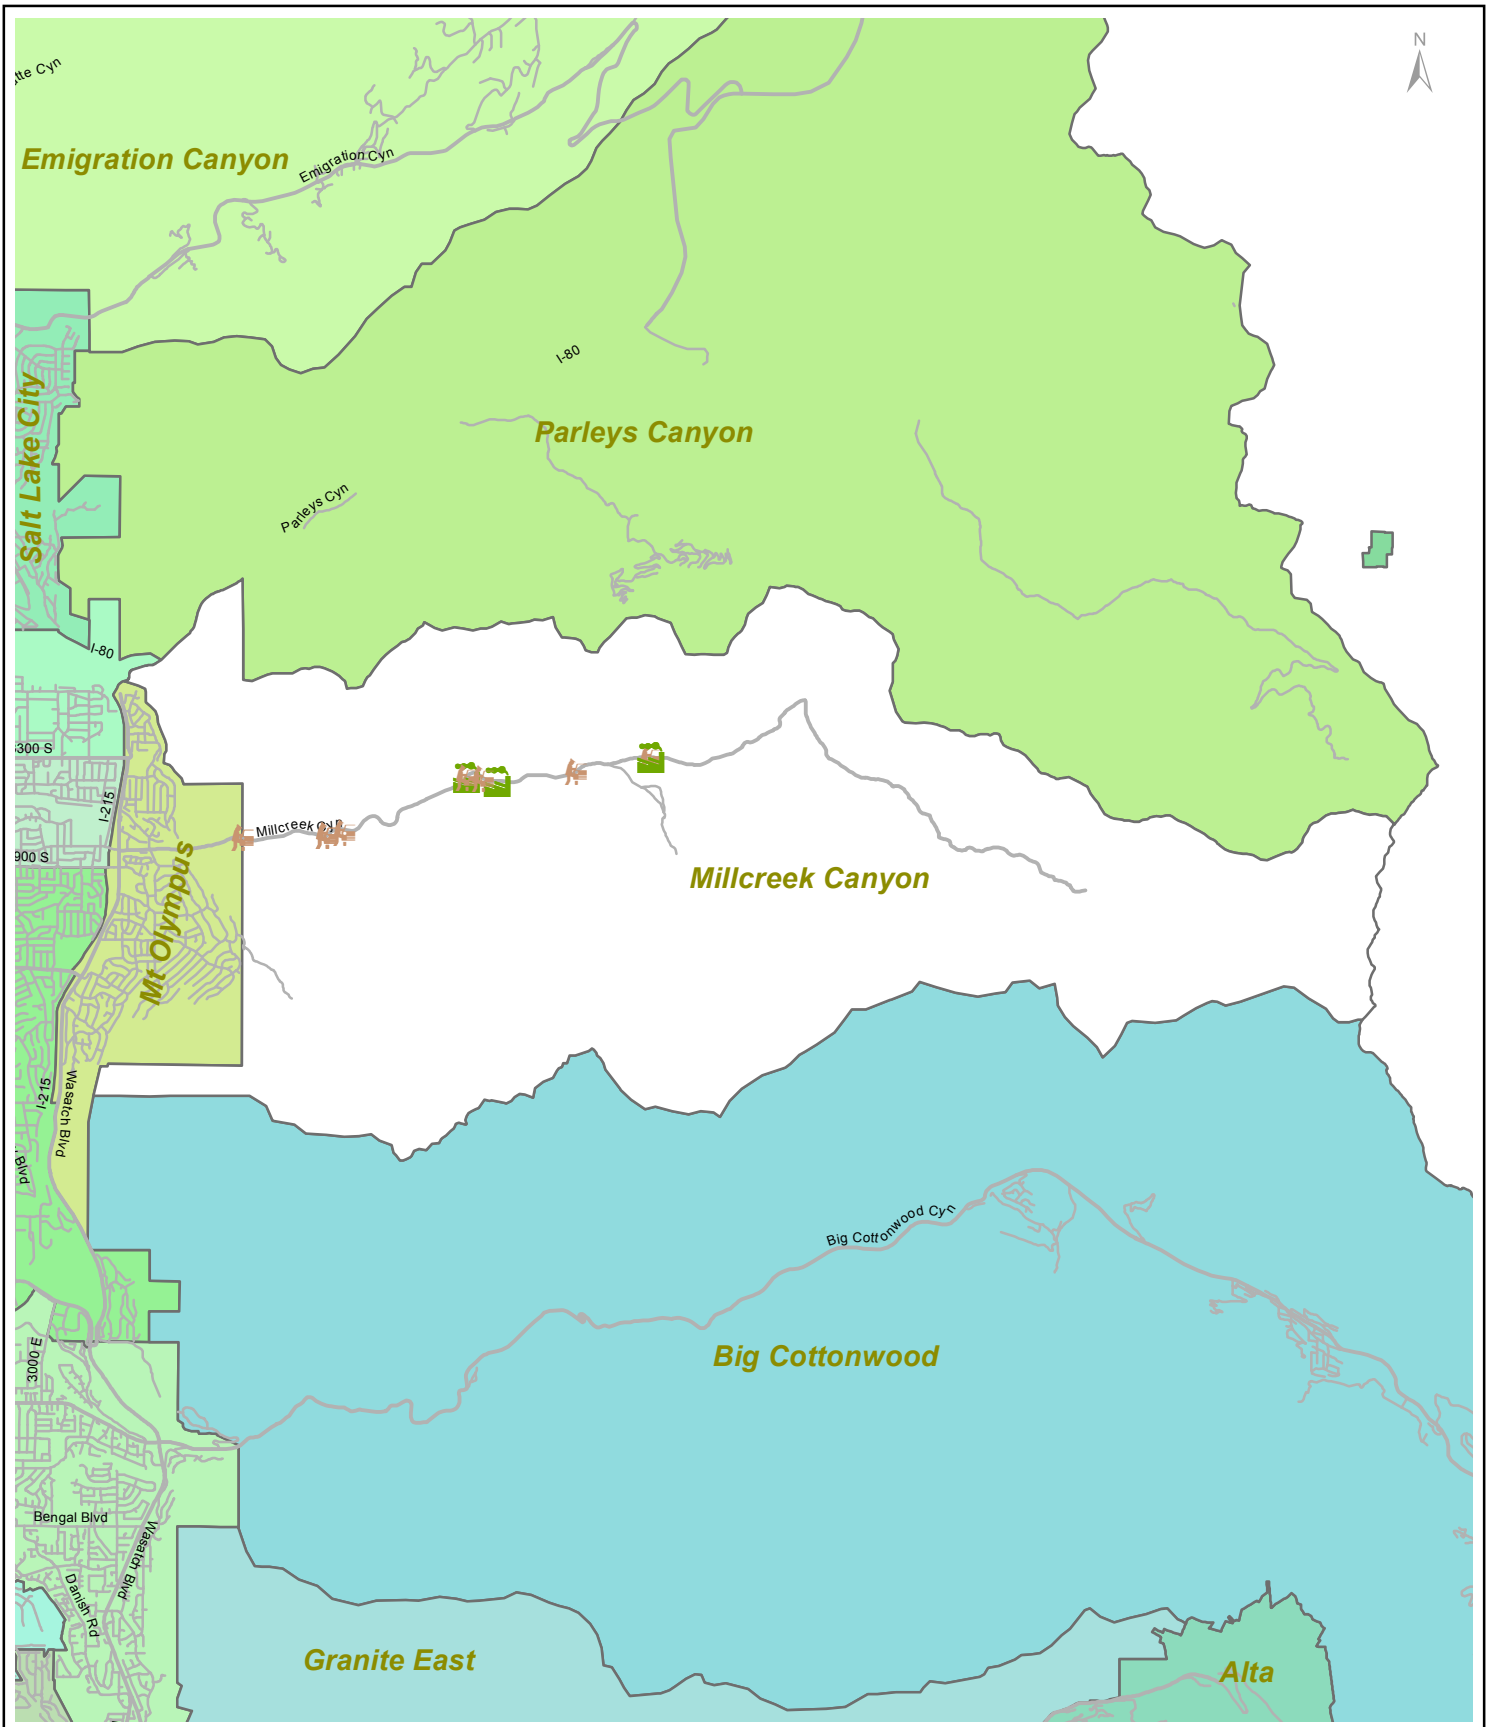 N
Emigration Canyon
Emigration Cyn
Salt Lake City
I-80
Parleys Canyon
Parleys Cyn
I-80
I-215
Millcreek Cyn
Mt Olympus
Millcreek Canyon
I-215
Wasatch Blvd
Blvd
Big Cottonwood Cyn
3000 E
Big Cottonwood
Bengal Blvd
Wasatch Blvd
Danish Rd
Granite East
Alta